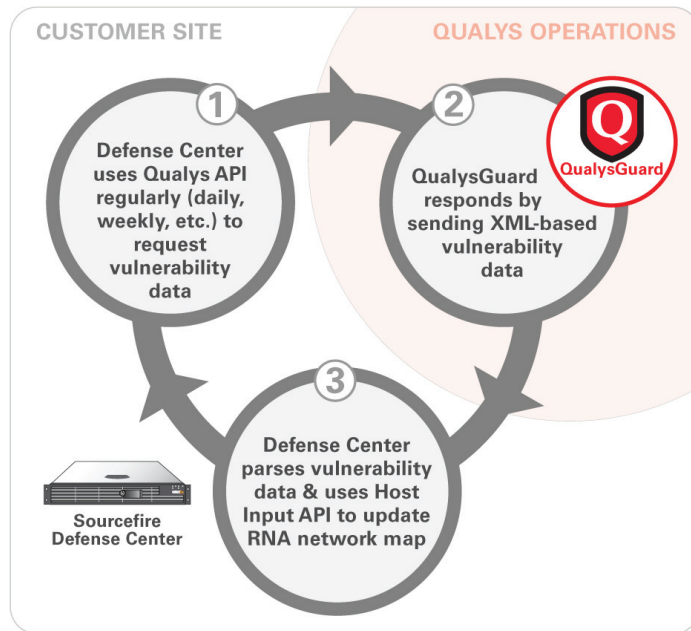 CUSTOMER SITE
QUALYS OPERATIONS
1
Defense Center
uses Qualys API
regularly (daily,
weekly, etc.) to
request
vulnerability
data
2
QualysGuard
responds by
sending XML-based
vulnerability
data
Q
QualysGuard
3
Defense Center
parses vulnerability
data & uses Host
Input API to update
RNA network map
Sourcefire
Defense Center